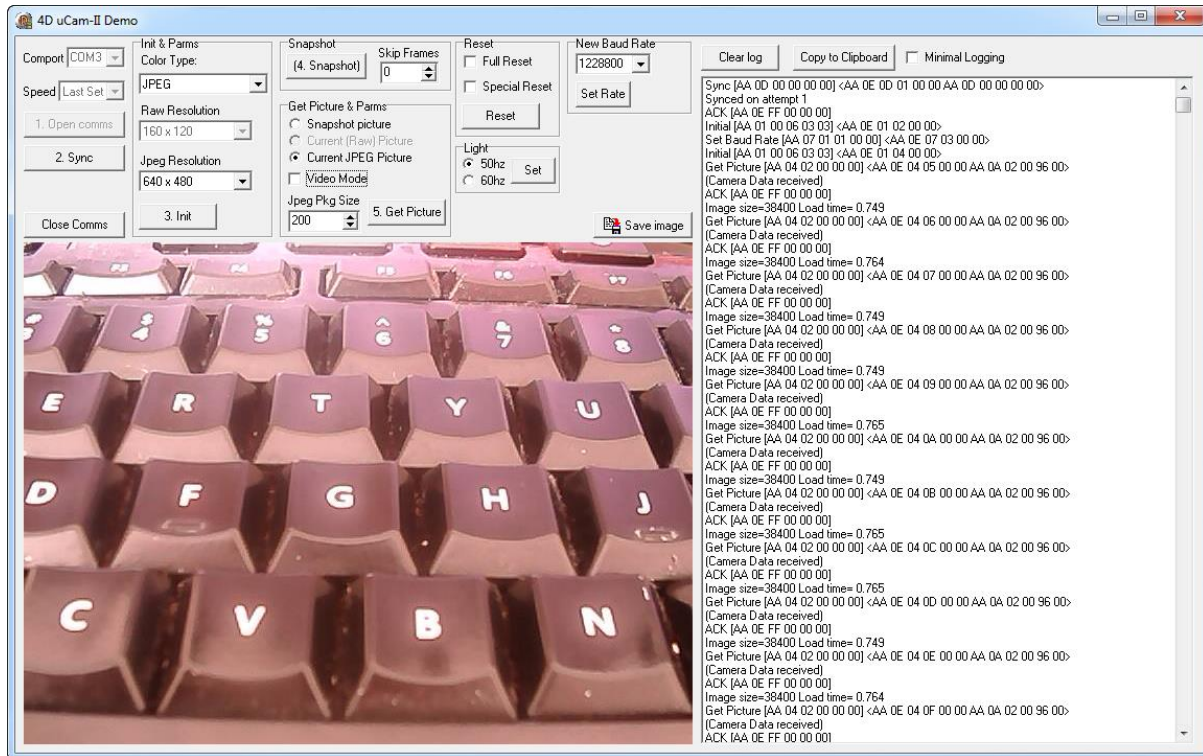 4D uCam-II Demo
Comport COM3
Speed Last Set
1. Open comms
2. Sync
Close Comms
Init & Parms
Color Type:
JPEG
Raw Resolution
160 x 120
Jpeg Resolution
640 x 480
3. Init
Snapshot
(4. Snapshot)
Skip Frames
0
Get Picture & Parms
Snapshot picture
Current (Raw) Picture
Current JPEG Picture
Video Mode
Jpeg Pkg Size
200
5. Get Picture
Reset
Full Reset
Special Reset
Reset
Light
50hz
60hz
Set
New Baud Rate
1228800
Set Rate
Save image
Clear log
Copy to Clipboard
Minimal Logging
Sync [AA 0D 00 00 00 00] <AA 0E 0D 01 00 00 AA 0D 00 00 00 00>
Synced on attempt 1
ACK [AA 0E FF 00 00 00]
Initial [AA 01 00 06 03 03] <AA 0E 01 02 00 00>
Set Baud Rate [AA 07 01 01 00 00] <AA 0E 07 03 00 00>
Initial [AA 01 00 06 03 03] <AA 0E 01 04 00 00>
Get Picture [AA 04 02 00 00 00] <AA 0E 04 05 00 00 AA 0A 02 00 96 00>
(Camera Data received)
ACK [AA 0E FF 00 00 00]
Image size=38400 Load time= 0.749
Get Picture [AA 04 02 00 00 00] <AA 0E 04 06 00 00 AA 0A 02 00 96 00>
(Camera Data received)
ACK [AA 0E FF 00 00 00]
Image size=38400 Load time= 0.764
Get Picture [AA 04 02 00 00 00] <AA 0E 04 07 00 00 AA 0A 02 00 96 00>
(Camera Data received)
ACK [AA 0E FF 00 00 00]
Image size=38400 Load time= 0.749
Get Picture [AA 04 02 00 00 00] <AA 0E 04 08 00 00 AA 0A 02 00 96 00>
(Camera Data received)
ACK [AA 0E FF 00 00 00]
Image size=38400 Load time= 0.749
Get Picture [AA 04 02 00 00 00] <AA 0E 04 09 00 00 AA 0A 02 00 96 00>
(Camera Data received)
ACK [AA 0E FF 00 00 00]
Image size=38400 Load time= 0.765
Get Picture [AA 04 02 00 00 00] <AA 0E 04 0A 00 00 AA 0A 02 00 96 00>
(Camera Data received)
ACK [AA 0E FF 00 00 00]
Image size=38400 Load time= 0.749
Get Picture [AA 04 02 00 00 00] <AA 0E 04 0B 00 00 AA 0A 02 00 96 00>
(Camera Data received)
ACK [AA 0E FF 00 00 00]
Image size=38400 Load time= 0.765
Get Picture [AA 04 02 00 00 00] <AA 0E 04 0C 00 00 AA 0A 02 00 96 00>
(Camera Data received)
ACK [AA 0E FF 00 00 00]
Image size=38400 Load time= 0.765
Get Picture [AA 04 02 00 00 00] <AA 0E 04 0D 00 00 AA 0A 02 00 96 00>
(Camera Data received)
ACK [AA 0E FF 00 00 00]
Image size=38400 Load time= 0.749
Get Picture [AA 04 02 00 00 00] <AA 0E 04 0E 00 00 AA 0A 02 00 96 00>
(Camera Data received)
ACK [AA 0E FF 00 00 00]
Image size=38400 Load time= 0.764
Get Picture [AA 04 02 00 00 00] <AA 0E 04 0F 00 00 AA 0A 02 00 96 00>
(Camera Data received)
ACK [AA 0E FF 00 00 00]
F4 F5 F6
$ % ^ & *
4 5 6 7 8
E R T Y U
D F G H J
C V B N